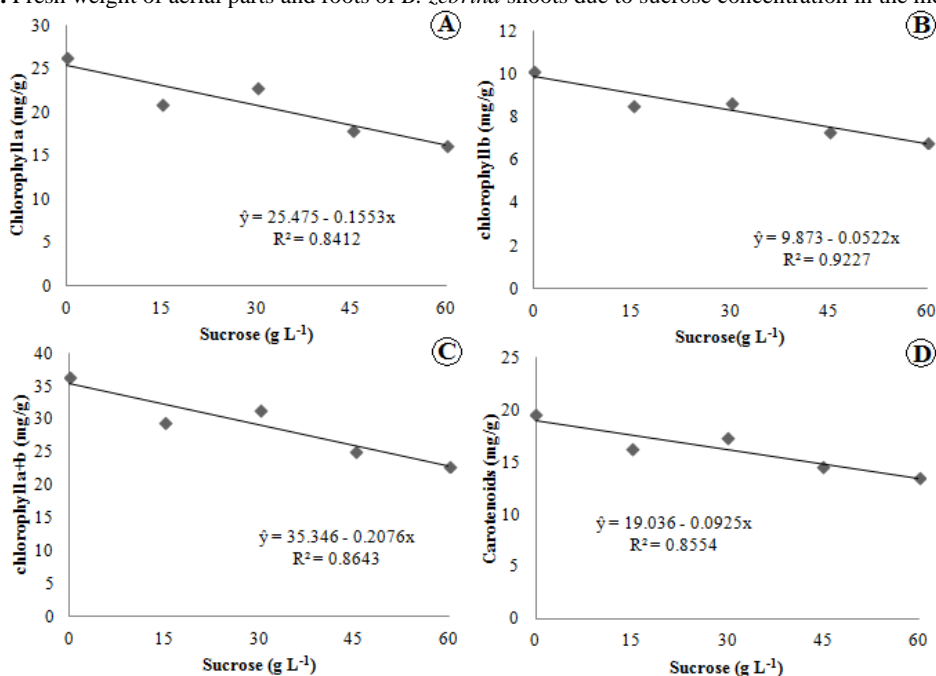 Fresh weight of aerial parts and roots of B. zebrina shoots due to sucrose concentration in the
A
Chlorophyll a (mg/g)
30
25
20
15
10
5
0
ŷ = 25.475 - 0.1553x
R² = 0.8412
0 15 30 45 60
Sucrose (g L⁻¹)
B
chlorophyllb (mg/g)
12
10
8
6
4
2
0
ŷ = 9.873 - 0.0522x
R² = 0.9227
0 15 30 45 60
Sucrose(g L⁻¹)
C
chlorophylla+b (mg/g)
40
35
30
25
20
15
10
5
0
ŷ = 35.346 - 0.2076x
R² = 0.8643
0 15 30 45 60
Sucrose (g L⁻¹)
D
Carotenoids (mg/g)
25
20
15
10
5
0
ŷ = 19.036 - 0.0925x
R² = 0.8554
0 15 30 45 60
Sucrose (g L⁻¹)